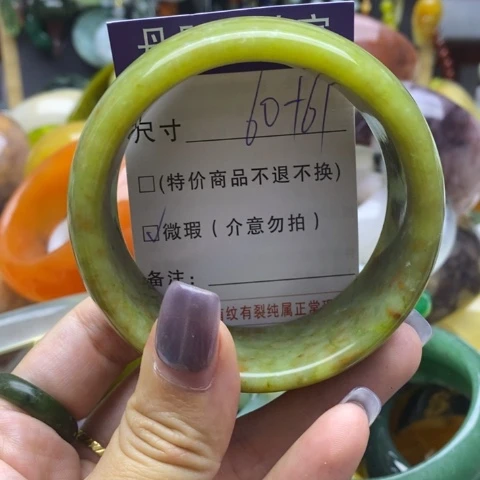 尺寸 60+61
□(特价商品不退不换)
☑微瑕(介意勿拍)
备注:
纹有裂纯属正常